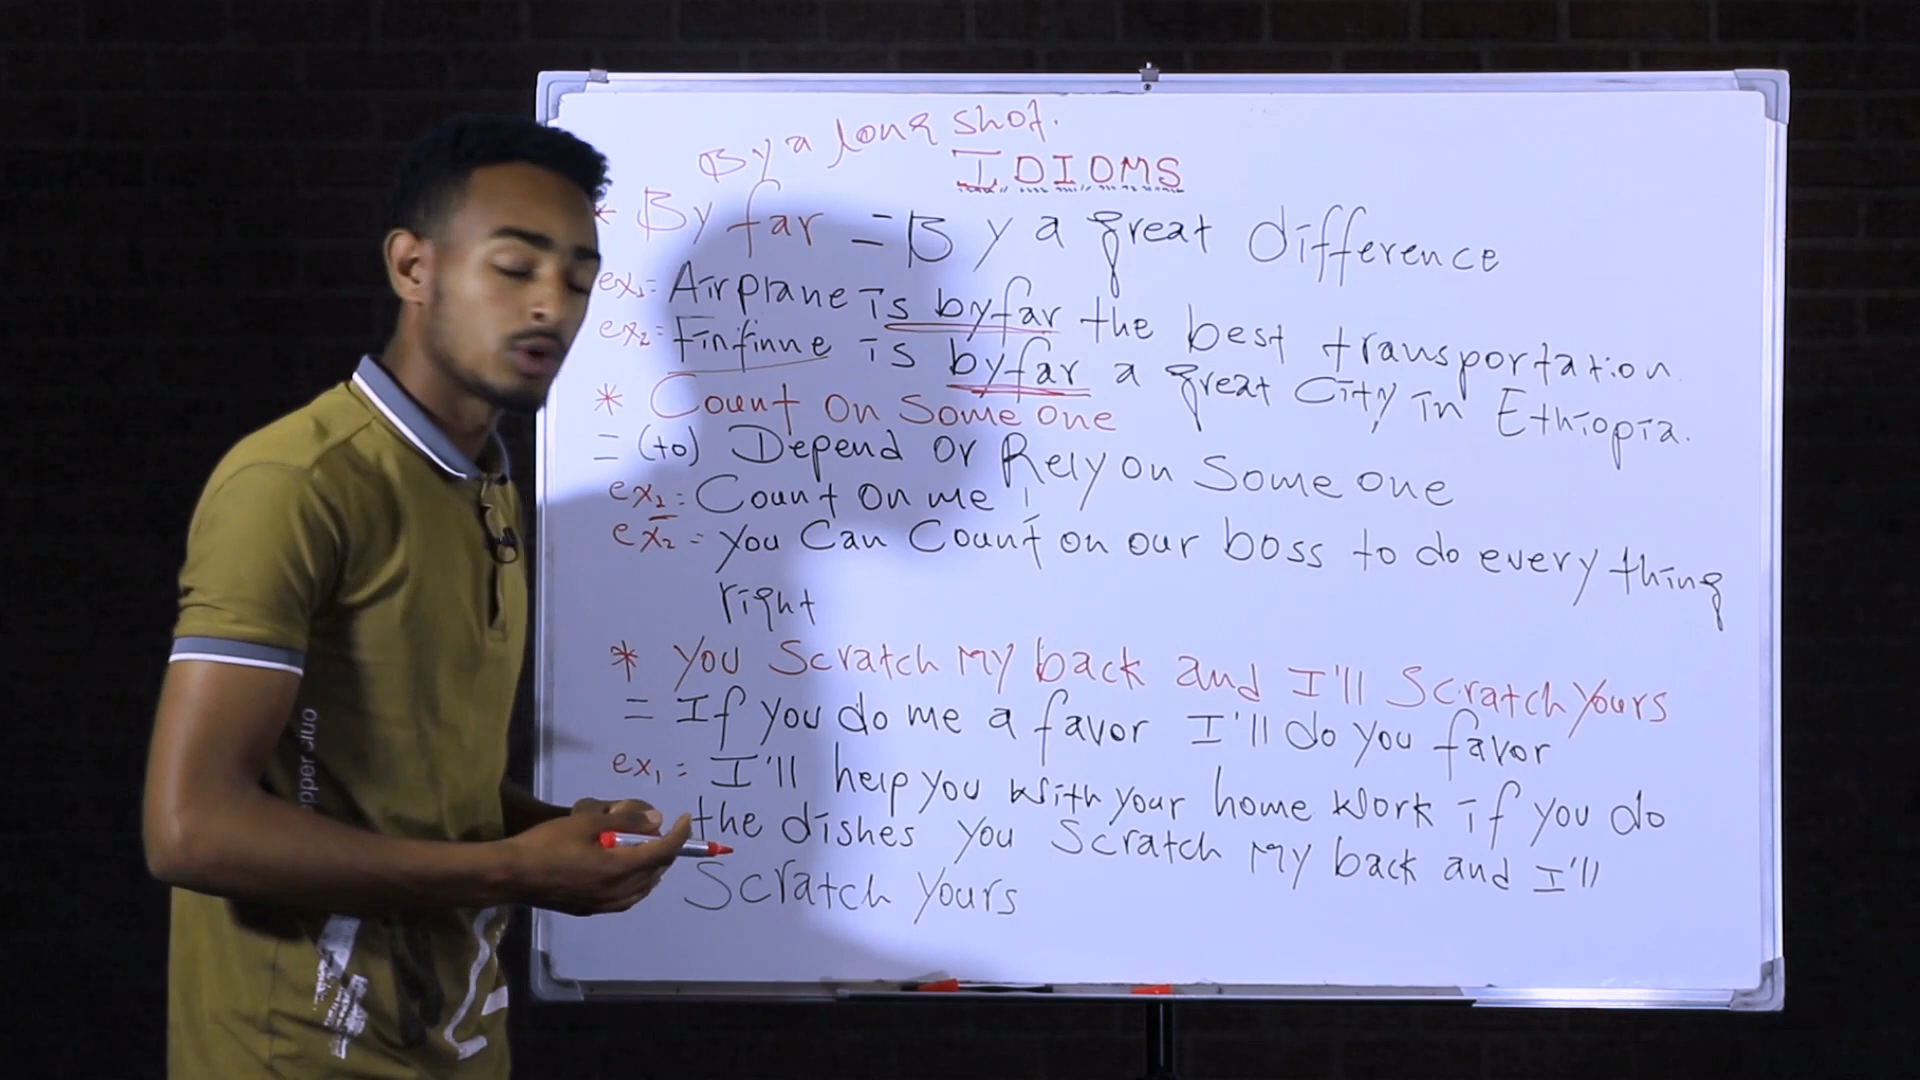 By a long shot.
IDIOMS
* By far = By a great difference
ex1= Airplane is byfar the best transportation
ex2= Finfinne is byfar a great City in Ethiopia.
* Count on Some one
= (to) Depend or Rely on Some one
ex1= Count on me !
ex2= you Can Count on our boss to do every thing
right
* You Scratch My back and I'll Scratch yours
= If you do me a favor I'll do you favor
ex1= I'll help you with your home work if you do
the dishes you Scratch My back and I'll
Scratch yours